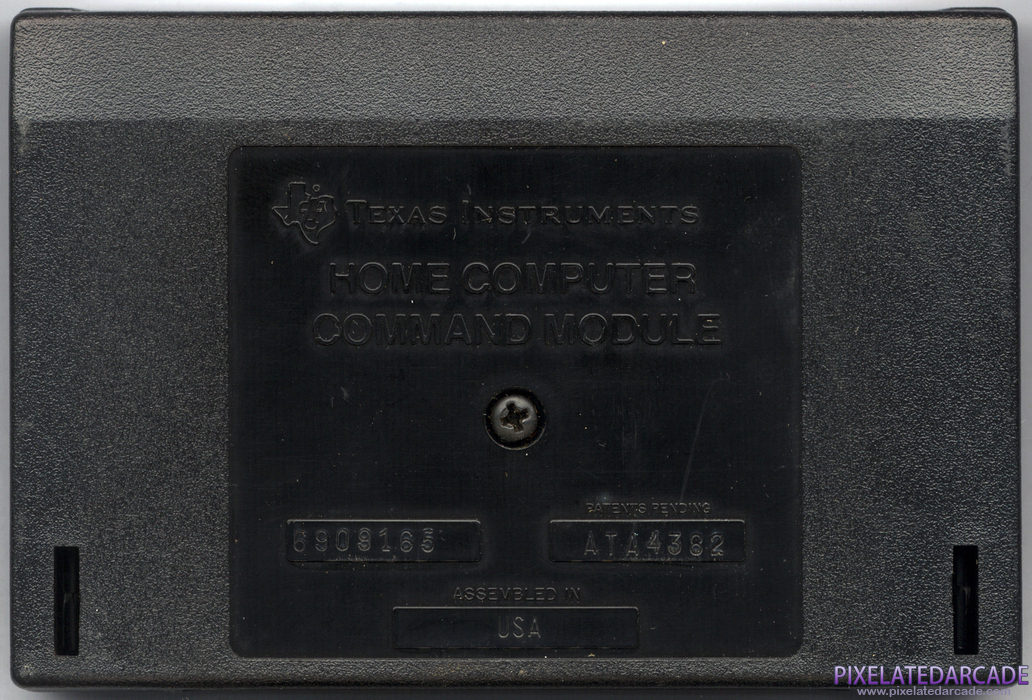 TEXAS INSTRUMENTS
HOME COMPUTER
COMMAND MODULE
PATENTS PENDING
6909165
ATA4382
ASSEMBLED IN
USA
PIXELATEDARCADE
www.pixelatedarcade.com